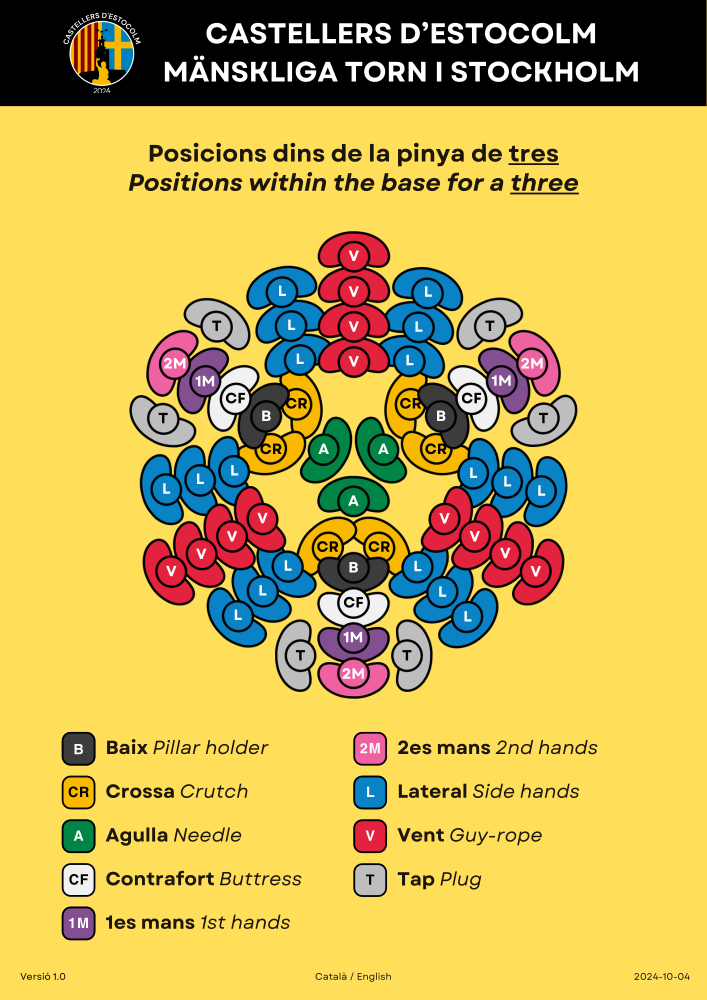 CASTELLERS D'ESTOCOLM
2024
CASTELLERS D’ESTOCOLM
MÄNSKLIGA TORN I STOCKHOLM
Posicions dins de la pinya de tres
Positions within the base for a three
V
L V L
T L V L T
2M L V L 2M
1M 1M
CF CR CR CF
T B B T
CR A A CR
L L L L L L
A
V V
V V
CR CR
V V
L B L
V V
L L
CF
L L
1M
T T
2M
B Baix Pillar holder
CR Crossa Crutch
A Agulla Needle
CF Contrafort Buttress
1M 1es mans 1st hands
2M 2es mans 2nd hands
L Lateral Side hands
V Vent Guy-rope
T Tap Plug
Versió 1.0
Català / English
2024-10-04